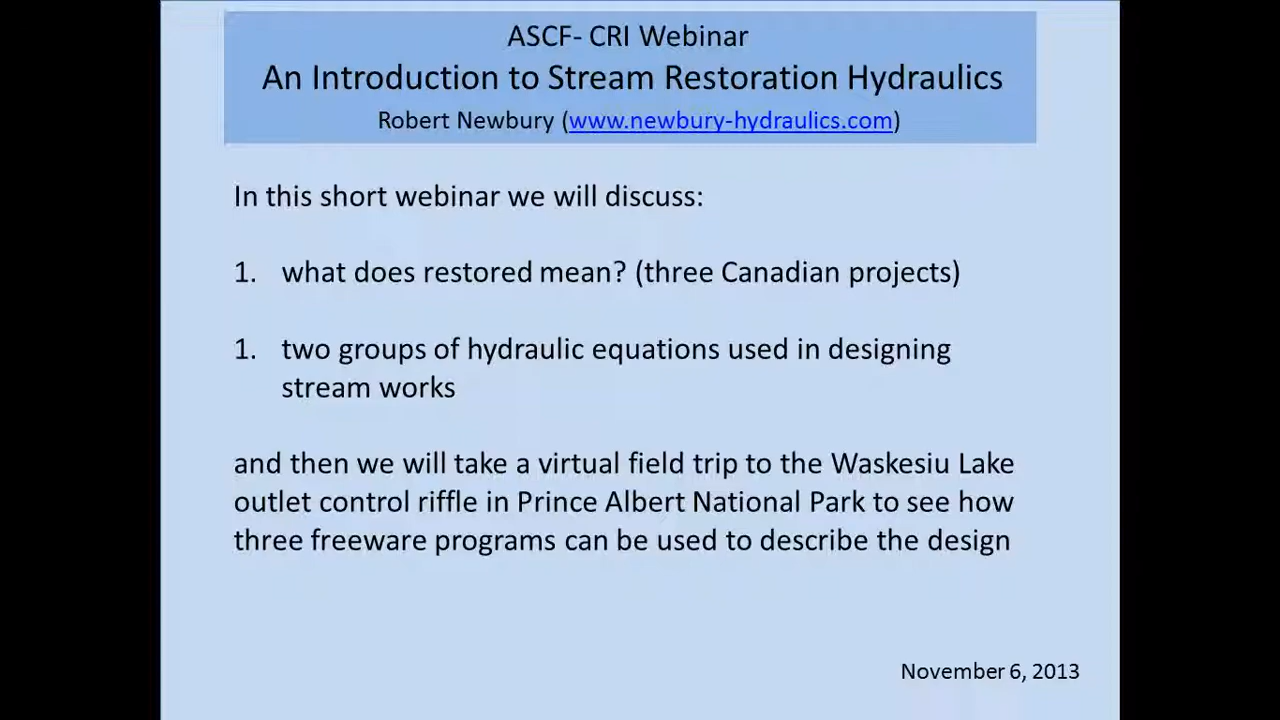 ASCF- CRI Webinar
An Introduction to Stream Restoration Hydraulics
Robert Newbury (www.newbury-hydraulics.com)
In this short webinar we will discuss:
1. what does restored mean? (three Canadian projects)
1. two groups of hydraulic equations used in designing
stream works
and then we will take a virtual field trip to the Waskesiu Lake
outlet control riffle in Prince Albert National Park to see how
three freeware programs can be used to describe the design
November 6, 2013